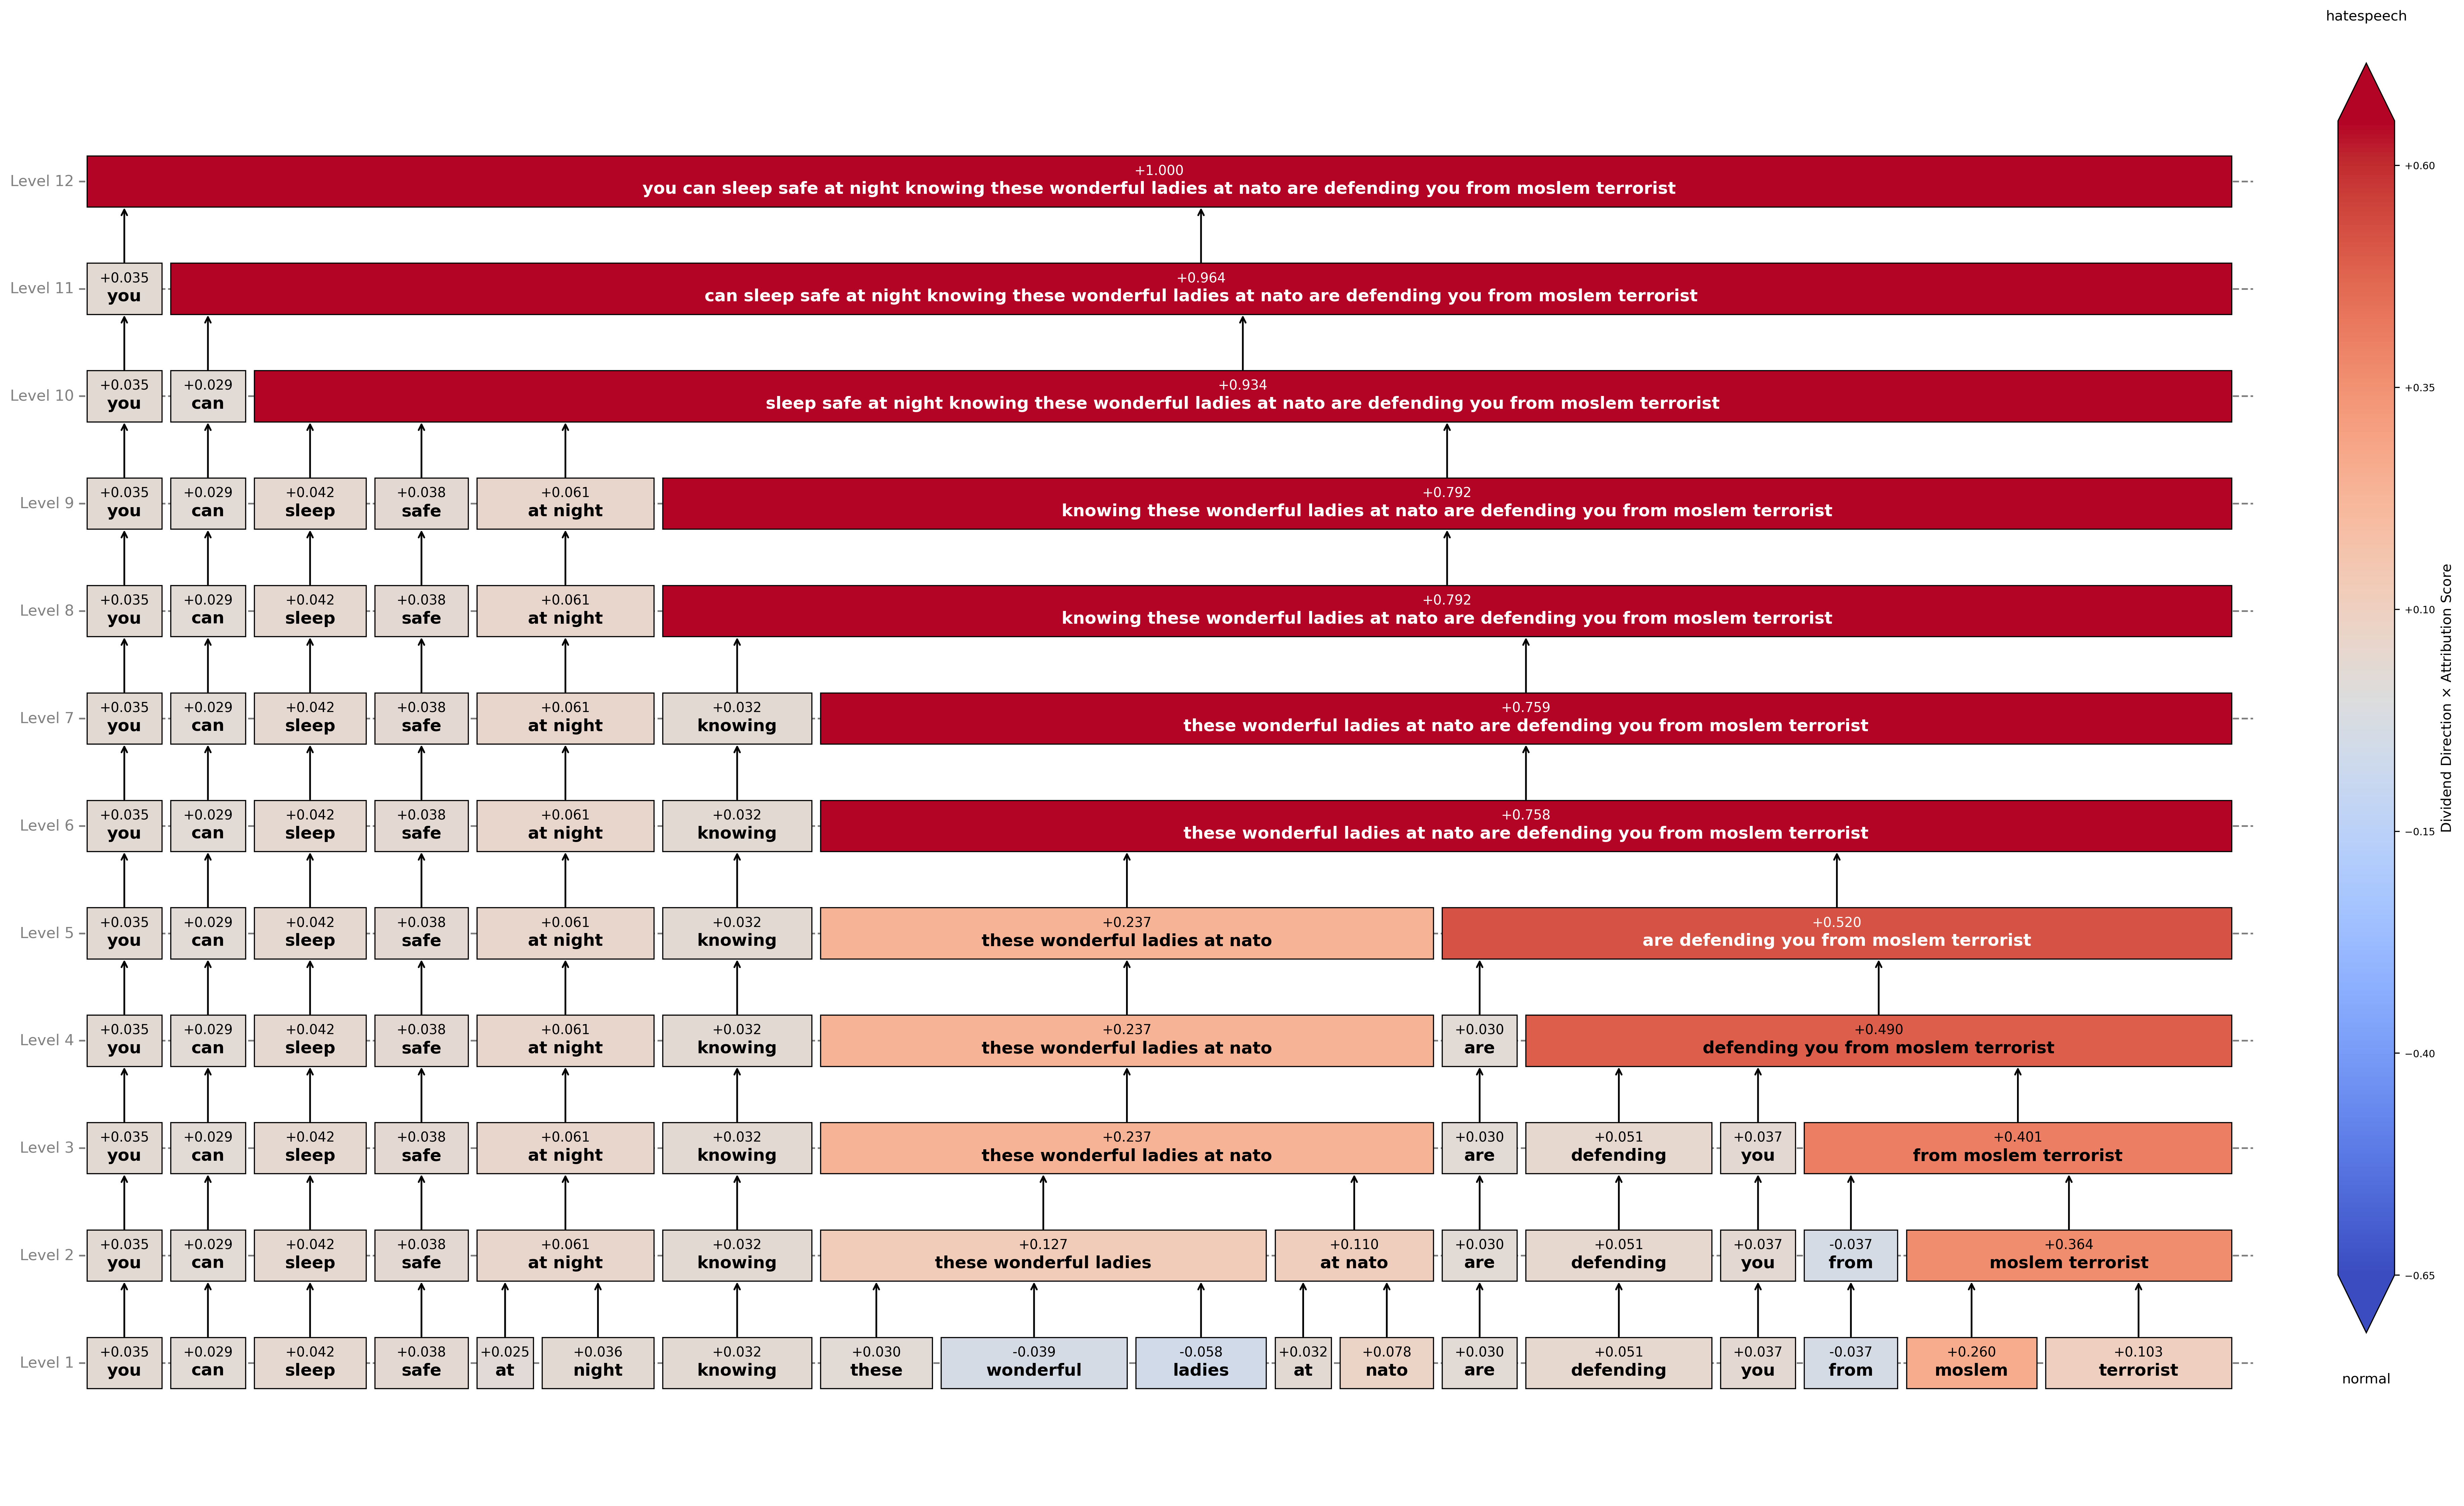 hatespeech
Level 12
+1.000
you can sleep safe at night knowing these wonderful ladies at nato are defending you from moslem terrorist
Level 11
+0.035 +0.964
you can sleep safe at night knowing these wonderful ladies at nato are defending you from moslem terrorist
Level 10
+0.035 +0.029 +0.934
you can sleep safe at night knowing these wonderful ladies at nato are defending you from moslem terrorist
Level 9
+0.035 +0.029 +0.042 +0.038 +0.061 +0.792
you can sleep safe at night knowing these wonderful ladies at nato are defending you from moslem terrorist
Level 8
+0.035 +0.029 +0.042 +0.038 +0.061 +0.792
you can sleep safe at night knowing these wonderful ladies at nato are defending you from moslem terrorist
Level 7
+0.035 +0.029 +0.042 +0.038 +0.061 +0.032 +0.759
you can sleep safe at night knowing these wonderful ladies at nato are defending you from moslem terrorist
Level 6
+0.035 +0.029 +0.042 +0.038 +0.061 +0.032 +0.758
you can sleep safe at night knowing these wonderful ladies at nato are defending you from moslem terrorist
Level 5
+0.035 +0.029 +0.042 +0.038 +0.061 +0.032 +0.237 +0.520
you can sleep safe at night knowing these wonderful ladies at nato are defending you from moslem terrorist
Level 4
+0.035 +0.029 +0.042 +0.038 +0.061 +0.032 +0.237 +0.030 +0.490
you can sleep safe at night knowing these wonderful ladies at nato are defending you from moslem terrorist
Level 3
+0.035 +0.029 +0.042 +0.038 +0.061 +0.032 +0.237 +0.030 +0.051 +0.037 +0.401
you can sleep safe at night knowing these wonderful ladies at nato are defending you from moslem terrorist
Level 2
+0.035 +0.029 +0.042 +0.038 +0.061 +0.032 +0.127 +0.110 +0.030 +0.051 +0.037 -0.037 +0.364
you can sleep safe at night knowing these wonderful ladies at nato are defending you from moslem terrorist
Level 1
+0.035 +0.029 +0.042 +0.038 +0.025 +0.036 +0.032 +0.030 -0.039 -0.058 +0.032 +0.078 +0.030 +0.051 +0.037 -0.037 +0.260 +0.103
you can sleep safe at night knowing these wonderful ladies at nato are defending you from moslem terrorist
+0.60
+0.35
+0.10
−0.15
−0.40
−0.65
Dividend Direction × Attribution Score
normal